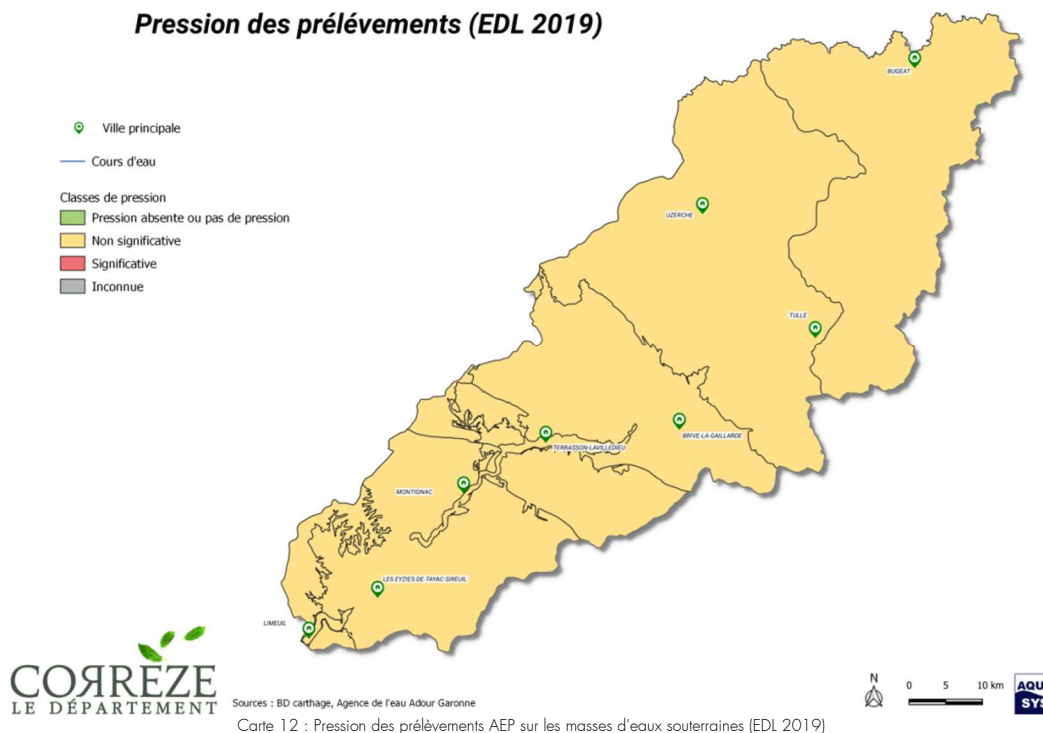 Pression des prélévements (EDL 2019)
BUGEAT
Ville principale
Cours d'eau
Classes de pression
Pression absente ou pas de pression
Non significative
Significative
Inconnue
UZERCHE
TULLE
BRIVE-LA-GAILLARDE
TERRASSON-LAVILLEDIEU
MONTIGNAC
LES EYZIES-DE-TAYAC-SIREUIL
LIMEUIL
CORRÈZE
LE DÉPARTEMENT
Sources : BD carthage, Agence de l'eau Adour Garonne
N
0 5 10 km
AQUA
SYS
Carte 12 : Pression des prélèvements AEP sur les masses d'eaux souterraines (EDL 2019)